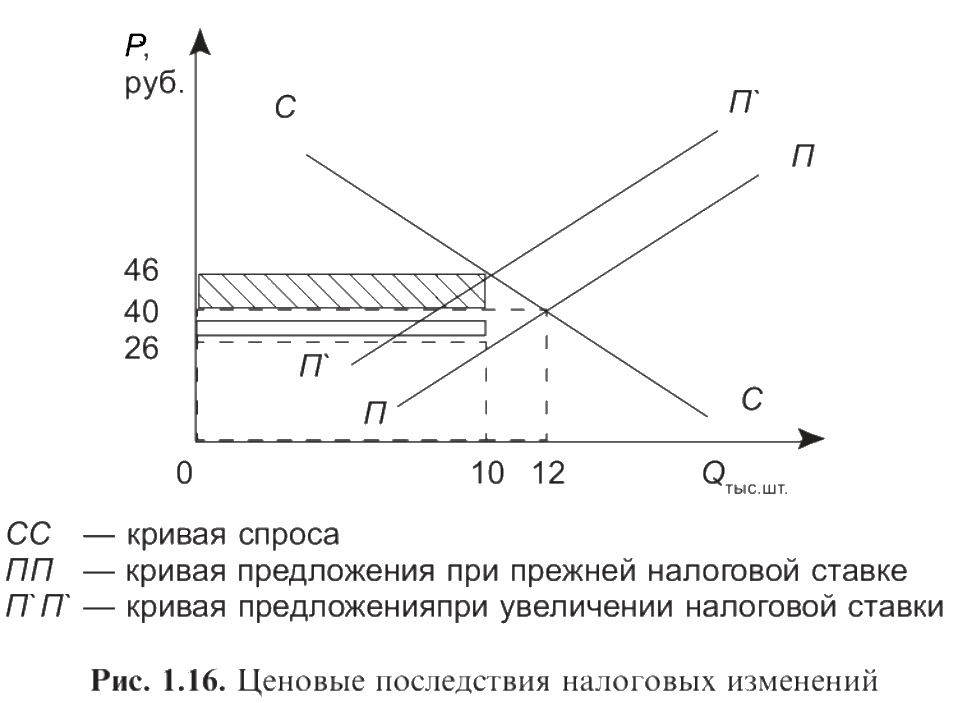 P,
руб.
С
П`
П
46
40
26
П`
П
С
0
10
12
Qтыс.шт.
СС — кривая спроса
ПП — кривая предложения при прежней налоговой ставке
П`П` — кривая предложенияпри увеличении налоговой ставки
Рис. 1.16. Ценовые последствия налоговых изменений